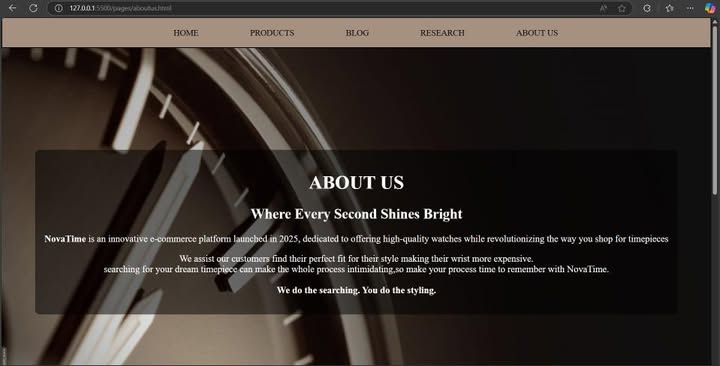 127.0.0.1:5500/pages/aboutus.html
HOME PRODUCTS BLOG RESEARCH ABOUT US
ABOUT US
Where Every Second Shines Bright
NovaTime is an innovative e-commerce platform launched in 2025, dedicated to offering high-quality watches while revolutionizing the way you shop for timepieces
We assist our customers find their perfect fit for their style making their wrist more expensive.
searching for your dream timepiece can make the whole process intimidating,so make your process time to remember with NovaTime.
We do the searching. You do the styling.